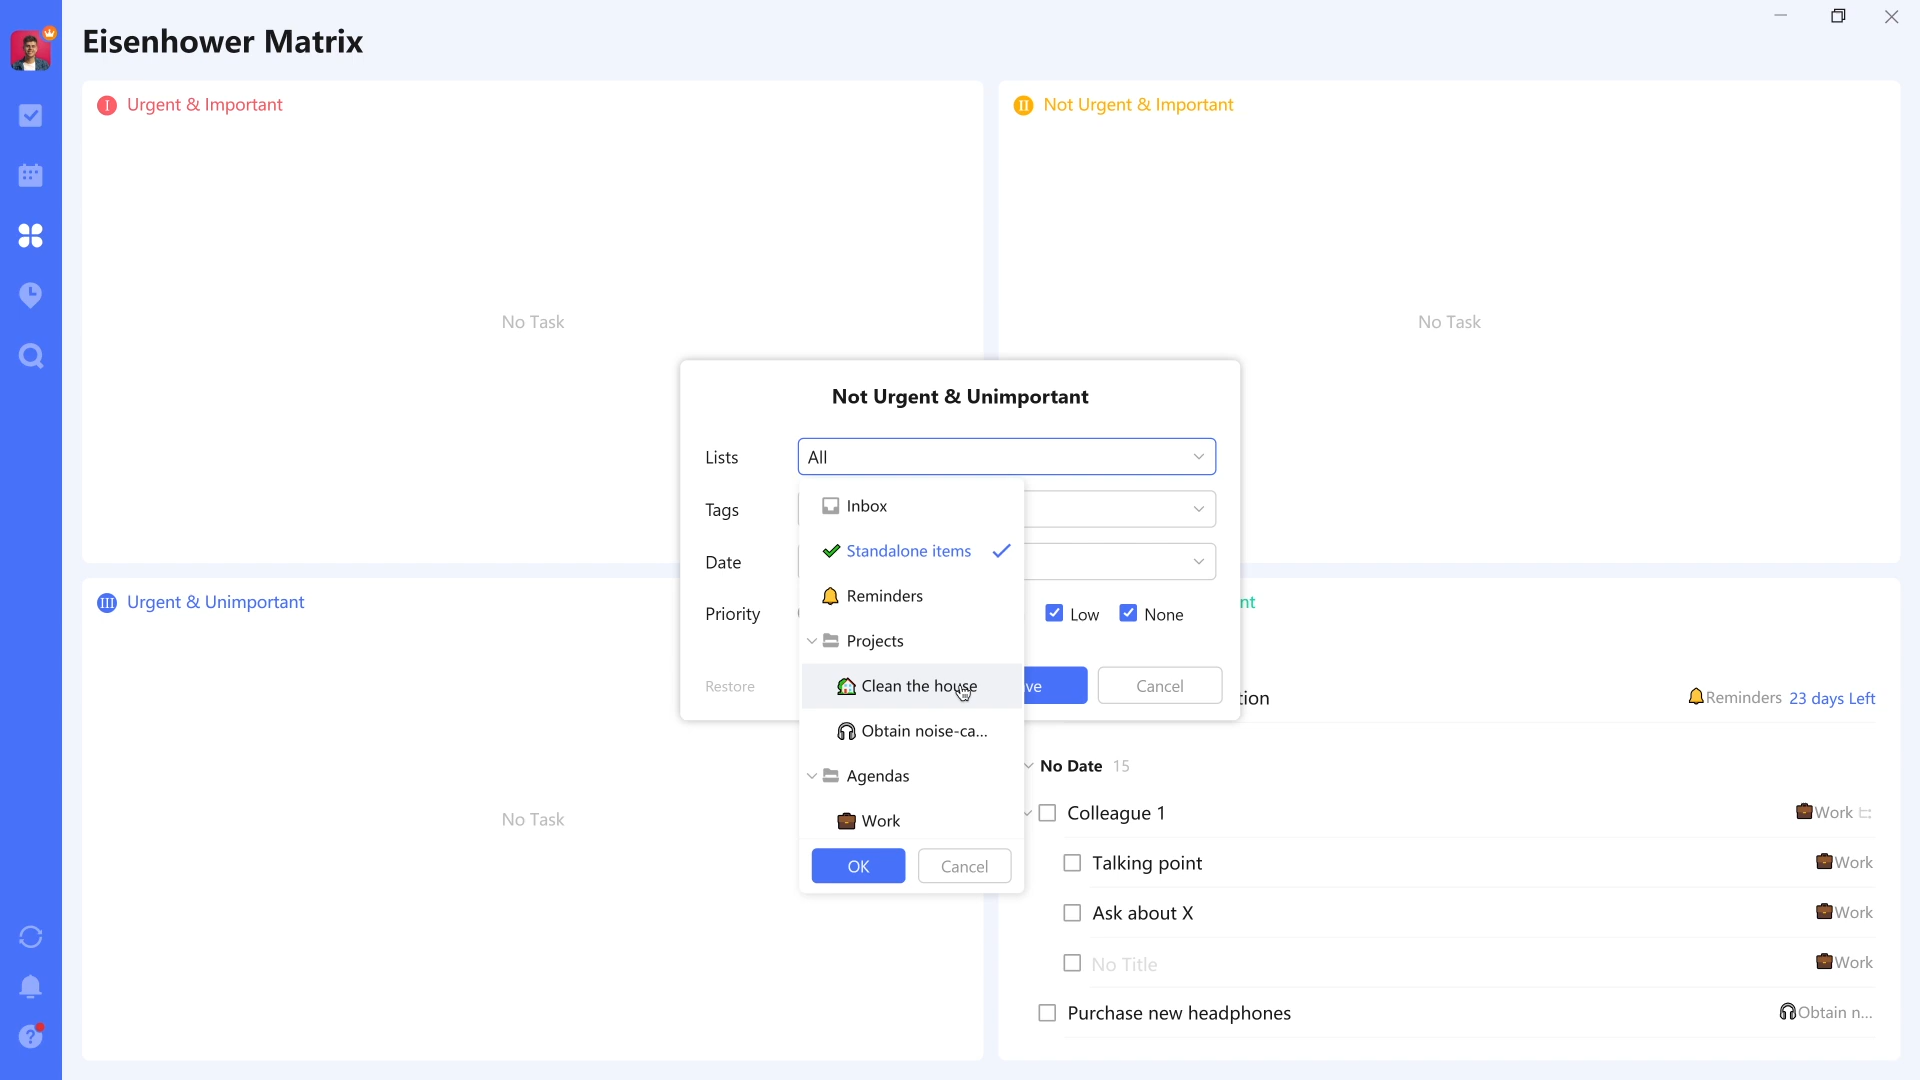 Eisenhower Matrix
I Urgent & Important
No Task
II Not Urgent & Important
No Task
III Urgent & Unimportant
No Task
Not Urgent & Unimportant
Lists
All
Tags
Date
Priority
Low
None
Restore
ve
Cancel
Inbox
Standalone items
Reminders
Projects
Clean the house
Obtain noise-ca...
Agendas
Work
OK
Cancel
nt
tion
Reminders 23 days Left
No Date 15
Colleague 1
Work
Talking point
Work
Ask about X
Work
No Title
Work
Purchase new headphones
Obtain n...
?